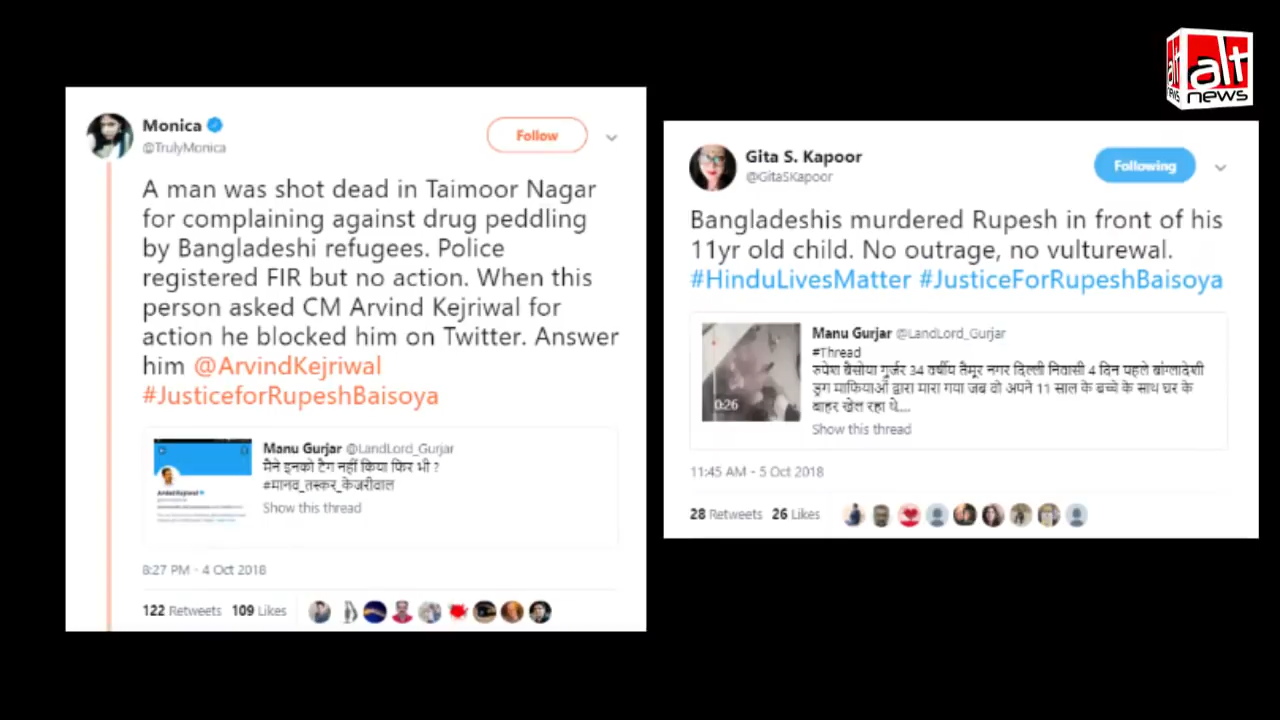 alt
news
Monica
@TrulyMonica
Follow
A man was shot dead in Taimoor Nagar
for complaining against drug peddling
by Bangladeshi refugees. Police
registered FIR but no action. When this
person asked CM Arvind Kejriwal for
action he blocked him on Twitter. Answer
him @ArvindKejriwal
#JusticeforRupeshBaisoya
Manu Gurjar @LandLord_Gurjar
मैने इनको टैग नहीं किया फिर भी ?
#मानव_तस्कर_केजरीवाल
Show this thread
8:27 PM - 4 Oct 2018
122 Retweets 109 Likes
Gita S. Kapoor
@GitaSKapoor
Following
Bangladeshis murdered Rupesh in front of his
11yr old child. No outrage, no vulturewal.
#HinduLivesMatter #JusticeForRupeshBaisoya
0:26
Manu Gurjar @LandLord_Gurjar
#Thread
रुपेश बैसोया गुर्जर 34 वर्षीय तैमूर नगर दिल्ली निवासी 4 दिन पहले बांग्लादेशी
ड्रग माफियाओं द्वारा मारा गया जब वो अपने 11 साल के बच्चे के साथ घर के
बाहर खेल रहा थे....
Show this thread
11:45 AM - 5 Oct 2018
28 Retweets 26 Likes